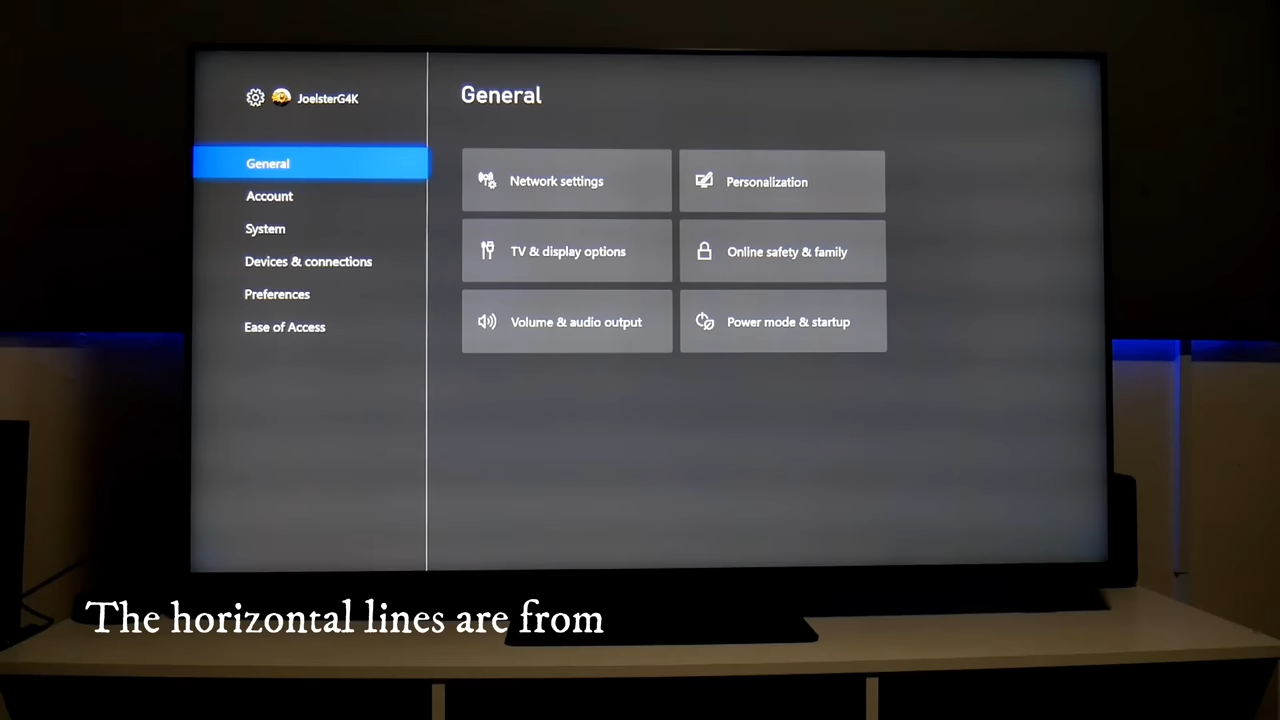 JoelsterG4K
General
Account
System
Devices & connections
Preferences
Ease of Access
General
Network settings
Personalization
TV & display options
Online safety & family
Volume & audio output
Power mode & startup
The horizontal lines are from